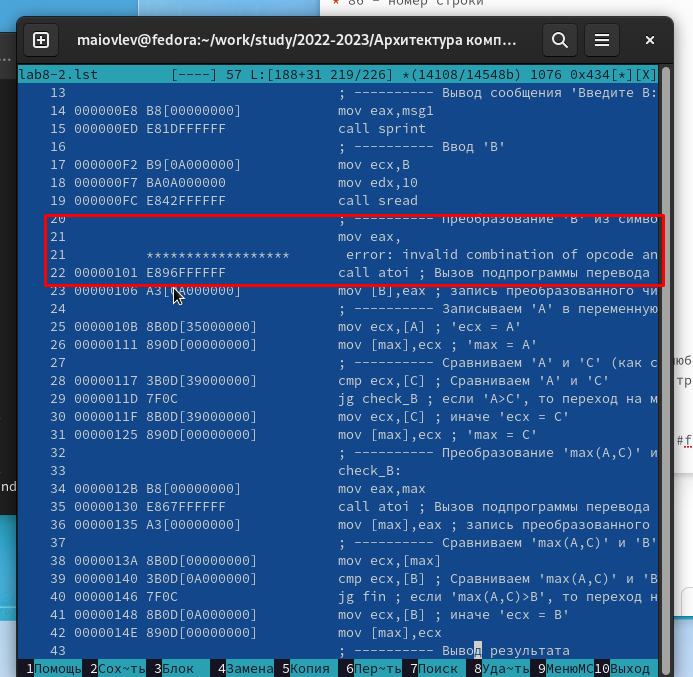 * 86 - номер строки
maiovlev@fedora:~/work/study/2022-2023/Архитектура комп...
lab8-2.lst [----] 57 L:[188+31 219/226] *(14108/14548b) 1076 0x434[*][X]
13 ; ---------- Вывод сообщения 'Введите B:
14 000000E8 B8[00000000] mov eax,msg1
15 000000ED E81DFFFFFF call sprint
16 ; ---------- Ввод 'B'
17 000000F2 B9[0A000000] mov ecx,B
18 000000F7 BA0A000000 mov edx,10
19 000000FC E842FFFFFF call sread
20 ; ---------- Преобразование 'B' из симво
21 mov eax,
21 ****************** error: invalid combination of opcode an
22 00000101 E896FFFFFF call atoi ; Вызов подпрограммы перевода
23 00000106 A3[0A000000] mov [B],eax ; запись преобразованного чи
24 ; ---------- Записываем 'A' в переменную
25 0000010B 8B0D[35000000] mov ecx,[A] ; 'ecx = A'
26 00000111 890D[00000000] mov [max],ecx ; 'max = A'
27 ; ---------- Сравниваем 'A' и 'C' (как с
28 00000117 3B0D[39000000] cmp ecx,[C] ; Сравниваем 'A' и 'C'
29 0000011D 7F0C jg check_B ; если 'A>C', то переход на м
30 0000011F 8B0D[39000000] mov ecx,[C] ; иначе 'ecx = C'
31 00000125 890D[00000000] mov [max],ecx ; 'max = C'
32 ; ---------- Преобразование 'max(A,C)' и
33 check_B:
34 0000012B B8[00000000] mov eax,max
35 00000130 E867FFFFFF call atoi ; Вызов подпрограммы перевода
36 00000135 A3[00000000] mov [max],eax ; запись преобразованного
37 ; ---------- Сравниваем 'max(A,C)' и 'B'
38 0000013A 8B0D[00000000] mov ecx,[max]
39 00000140 3B0D[0A000000] cmp ecx,[B] ; Сравниваем 'max(A,C)' и 'B
40 00000146 7F0C jg fin ; если 'max(A,C)>B', то переход н
41 00000148 8B0D[0A000000] mov ecx,[B] ; иначе 'ecx = B'
42 0000014E 890D[00000000] mov [max],ecx
43 ; ---------- Вывод результата
1Помощь 2Сох~ть 3Блок 4Замена 5Копия 6Пер~ть 7Поиск 8Уда~ть 9МенюMC 10Выход